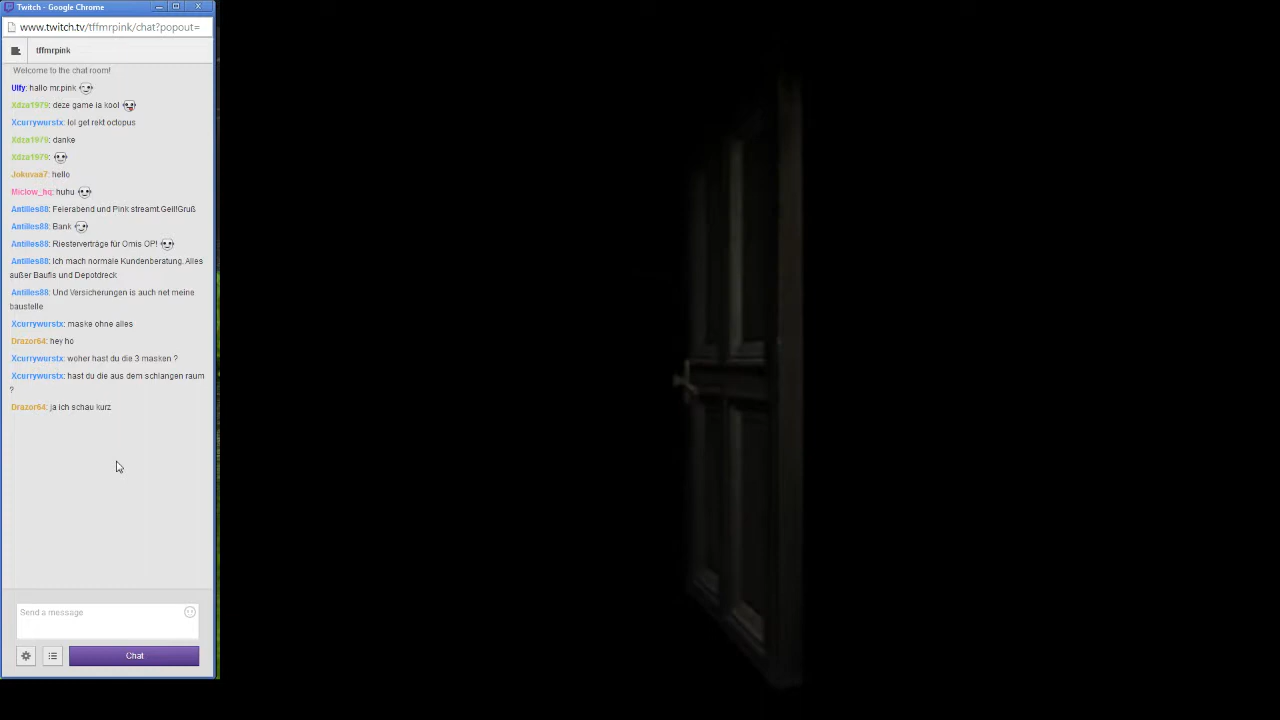 Twitch - Google Chrome
www.twitch.tv/tffmrpink/chat?popout=
tffmrpink
Welcome to the chat room!
Ulfy: hallo mr.pink
Xdza1979: deze game ia kool
Xcurrywurstx: lol get rekt octopus
Xdza1979: danke
Xdza1979:
Jokuvaa7: hello
Miclow_hq: huhu
Antilles88: Feierabend und Pink streamt.Geil!Gruß
Antilles88: Bank
Antilles88: Riesterverträge für Omis OP!
Antilles88: Ich mach normale Kundenberatung.Alles
außer Baufis und Depotdreck
Antilles88: Und Versicherungen is auch net meine
baustelle
Xcurrywurstx: maske ohne alles
Drazor64: hey ho
Xcurrywurstx: woher hast du die 3 masken ?
Xcurrywurstx: hast du die aus dem schlangen raum
?
Drazor64: ja ich schau kurz
Send a message
Chat